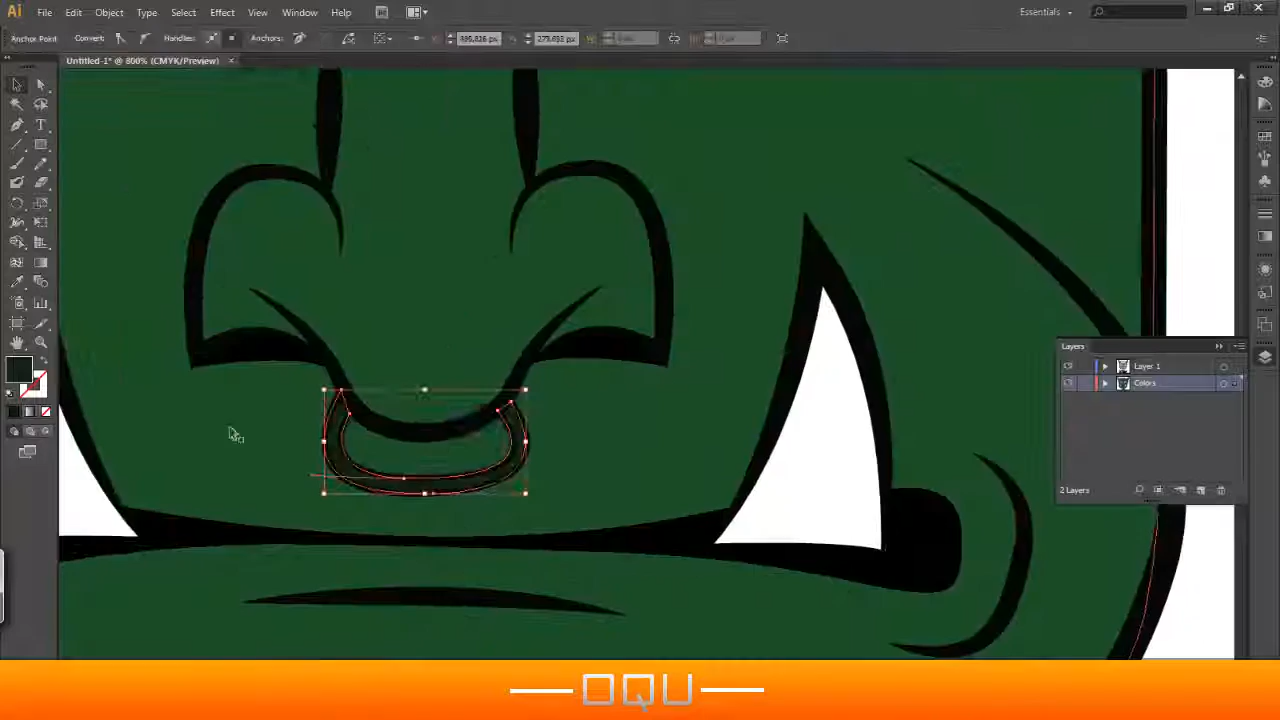 Ai File Edit Object Type Select Effect View Window Help Br Essentials
Anchor Point Convert: Handles: Anchors:
Untitled-1* @ 800% (CMYK/Preview) ×
Layers
Layer 1
Colors
2 Layers
OQU